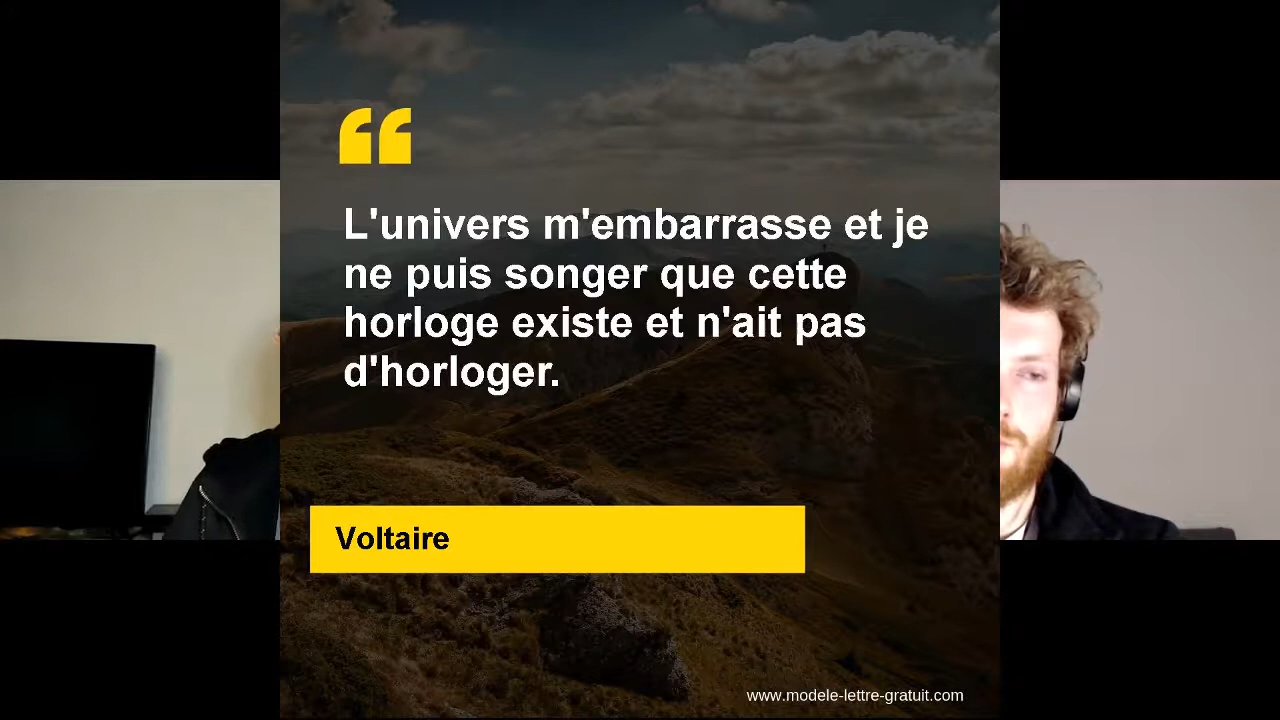 L'univers m'embarrasse et je
ne puis songer que cette
horloge existe et n'ait pas
d'horloger.
Voltaire
www.modele-lettre-gratuit.com